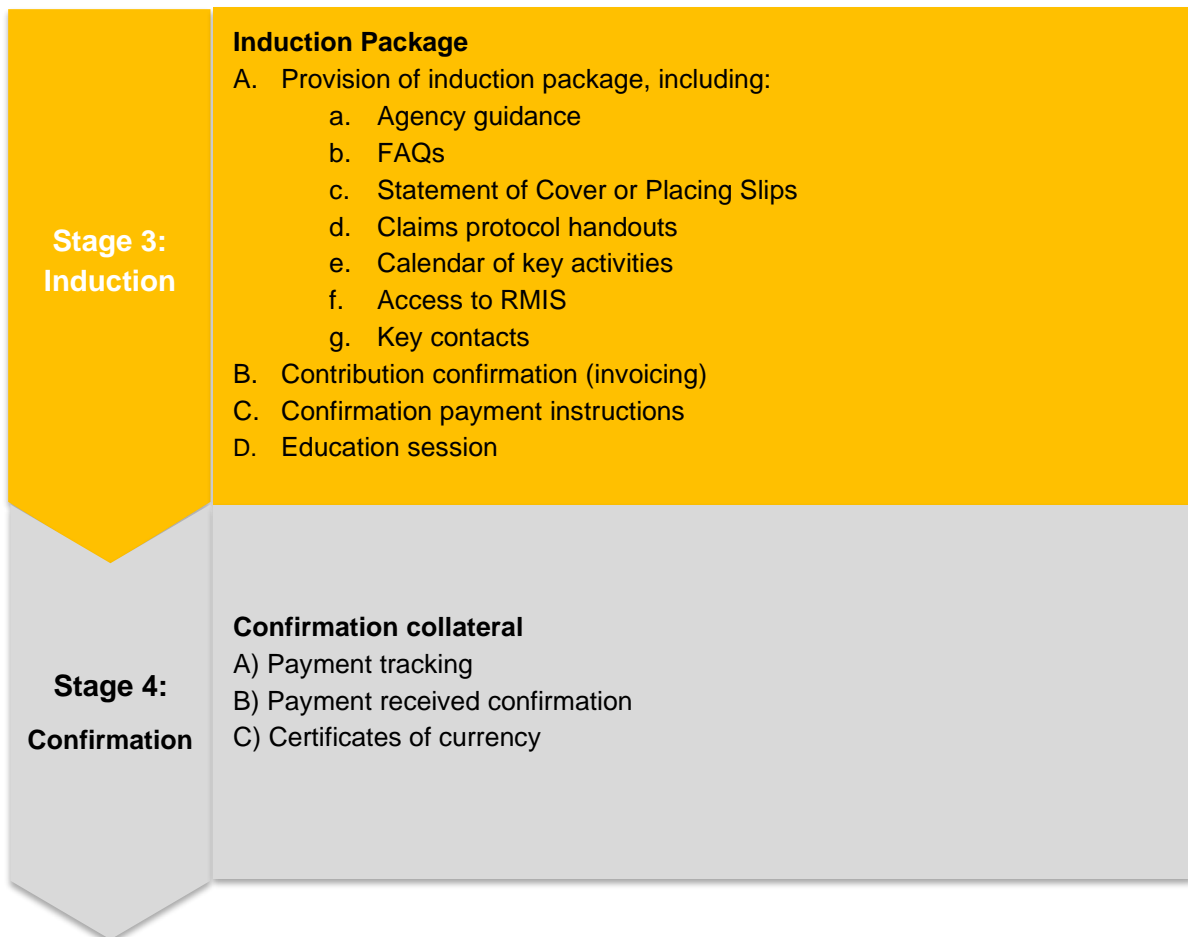 Stage 3:
Induction
Induction Package
A. Provision of induction package, including:
a. Agency guidance
b. FAQs
c. Statement of Cover or Placing Slips
d. Claims protocol handouts
e. Calendar of key activities
f. Access to RMIS
g. Key contacts
B. Contribution confirmation (invoicing)
C. Confirmation payment instructions
D. Education session
Stage 4:
Confirmation
Confirmation collateral
A) Payment tracking
B) Payment received confirmation
C) Certificates of currency